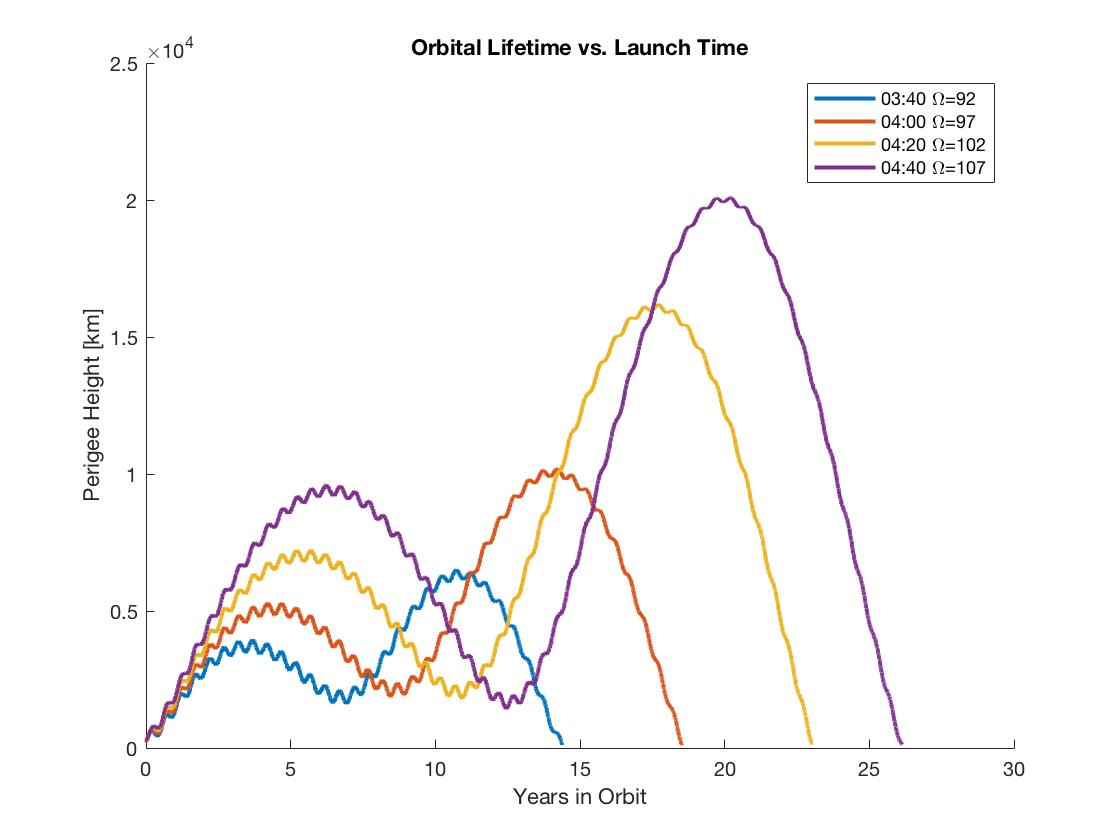 Orbital Lifetime vs. Launch Time
×10⁴
2.5
2
1.5
1
0.5
0
Perigee Height [km]
03:40 Ω=92
04:00 Ω=97
04:20 Ω=102
04:40 Ω=107
0 5 10 15 20 25 30
Years in Orbit